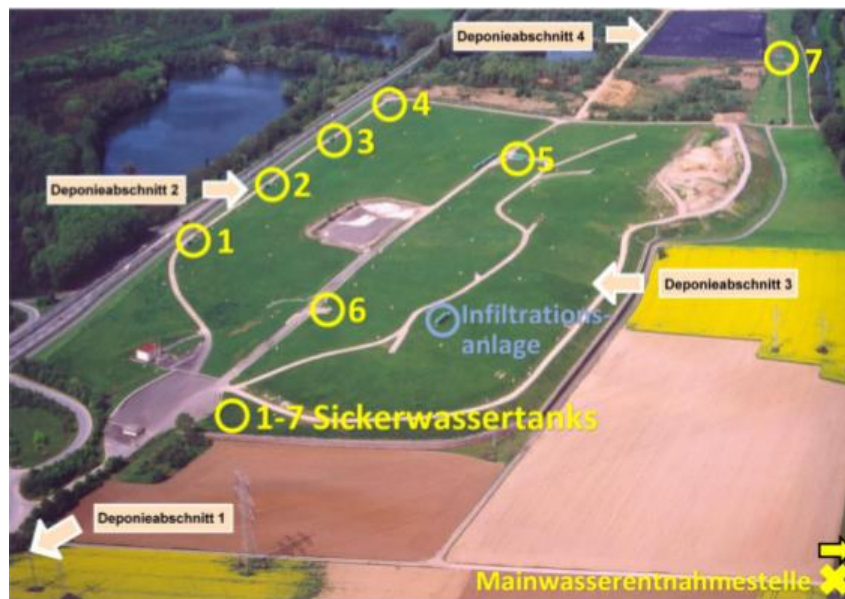 Deponieabschnitt 4
7
4
3
5
Deponieabschnitt 2
2
1
Deponieabschnitt 3
6
Infiltrations-
anlage
1-7 Sickerwassertanks
Deponieabschnitt 1
Mainwasserentnahmestelle